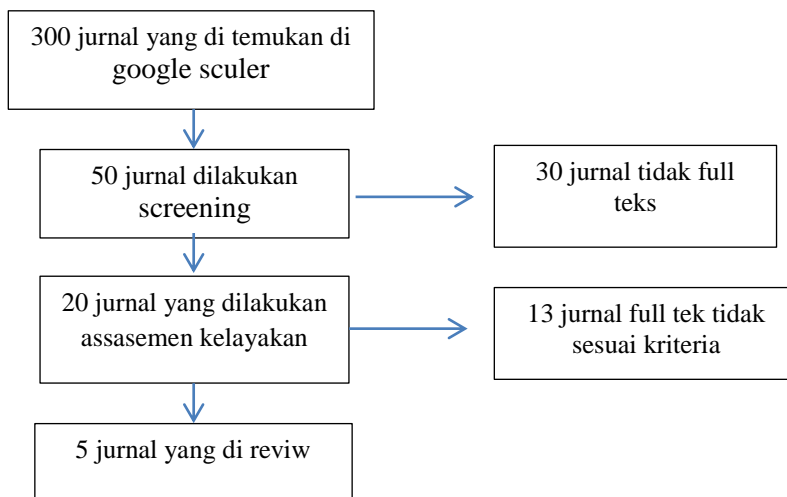 300 jurnal yang di temukan di
google sculer
50 jurnal dilakukan
screening
30 jurnal tidak full
teks
20 jurnal yang dilakukan
assasemen kelayakan
13 jurnal full tek tidak
sesuai kriteria
5 jurnal yang di reviw